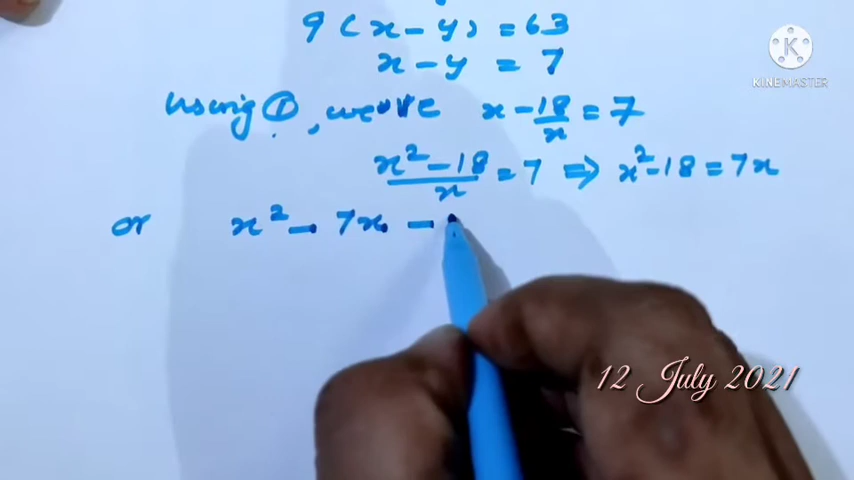 9 (x - y) = 63
x - y = 7
using ①, we've x - 18/x = 7
x² - 18/x = 7 ⇒ x² - 18 = 7x
or x² - 7x -
KINEMASTER
12 July 2021